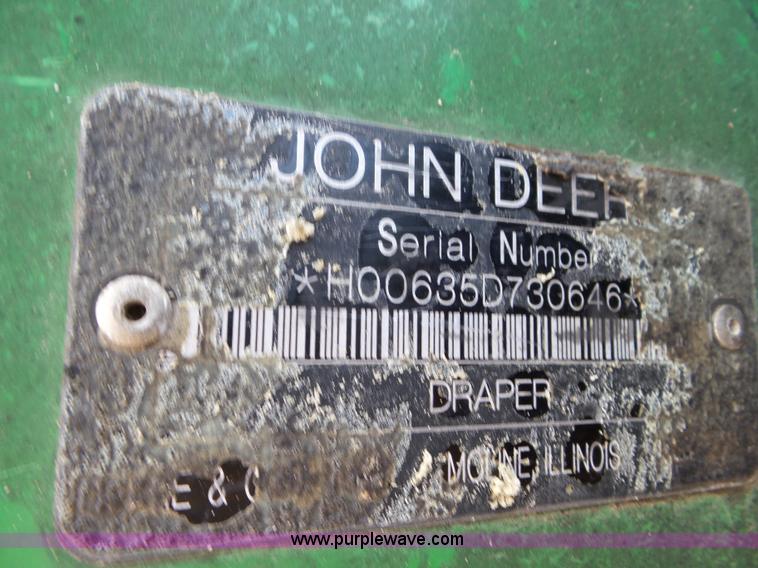 JOHN DEER
Serial Number
*H00635D730646*
DRAPER
MOLINE, ILLINOIS
E & 
www.purplewave.com